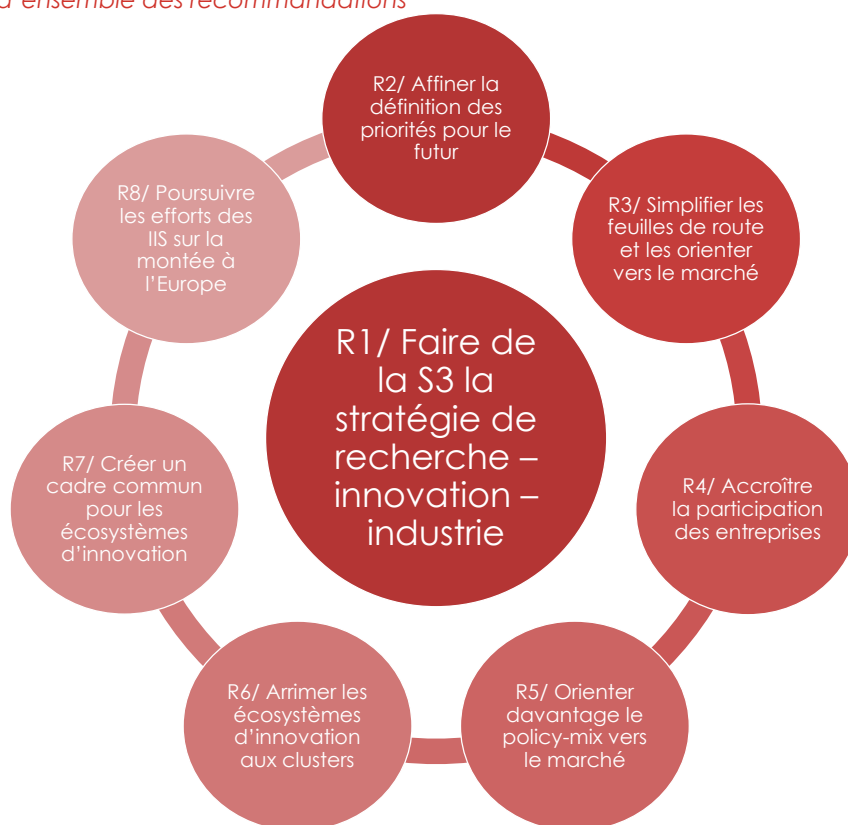 d'ensemble des recommandations
R2/ Affiner la
définition des
priorités pour le
futur
R3/ Simplifier les
feuilles de route
et les orienter
vers le marché
R4/ Accroître
la participation
des entreprises
R5/ Orienter
davantage le
policy-mix vers
le marché
R6/ Arrimer les
écosystèmes
d'innovation
aux clusters
R7/ Créer un
cadre commun
pour les
écosystèmes
d'innovation
R8/ Poursuivre
les efforts des
IIS sur la
montée à
l'Europe
R1/ Faire de
la S3 la
stratégie de
recherche –
innovation –
industrie